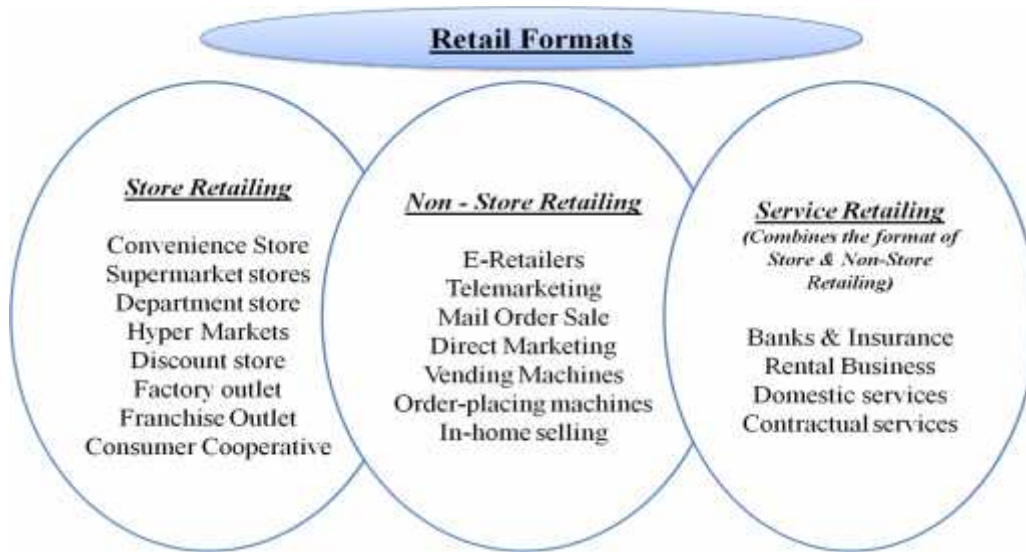 Retail Formats
Store Retailing
Convenience Store
Supermarket stores
Department store
Hyper Markets
Discount store
Factory outlet
Franchise Outlet
Consumer Cooperative
Non - Store Retailing
E-Retailers
Telemarketing
Mail Order Sale
Direct Marketing
Vending Machines
Order-placing machines
In-home selling
Service Retailing
(Combines the format of
Store & Non-Store
Retailing)
Banks & Insurance
Rental Business
Domestic services
Contractual services